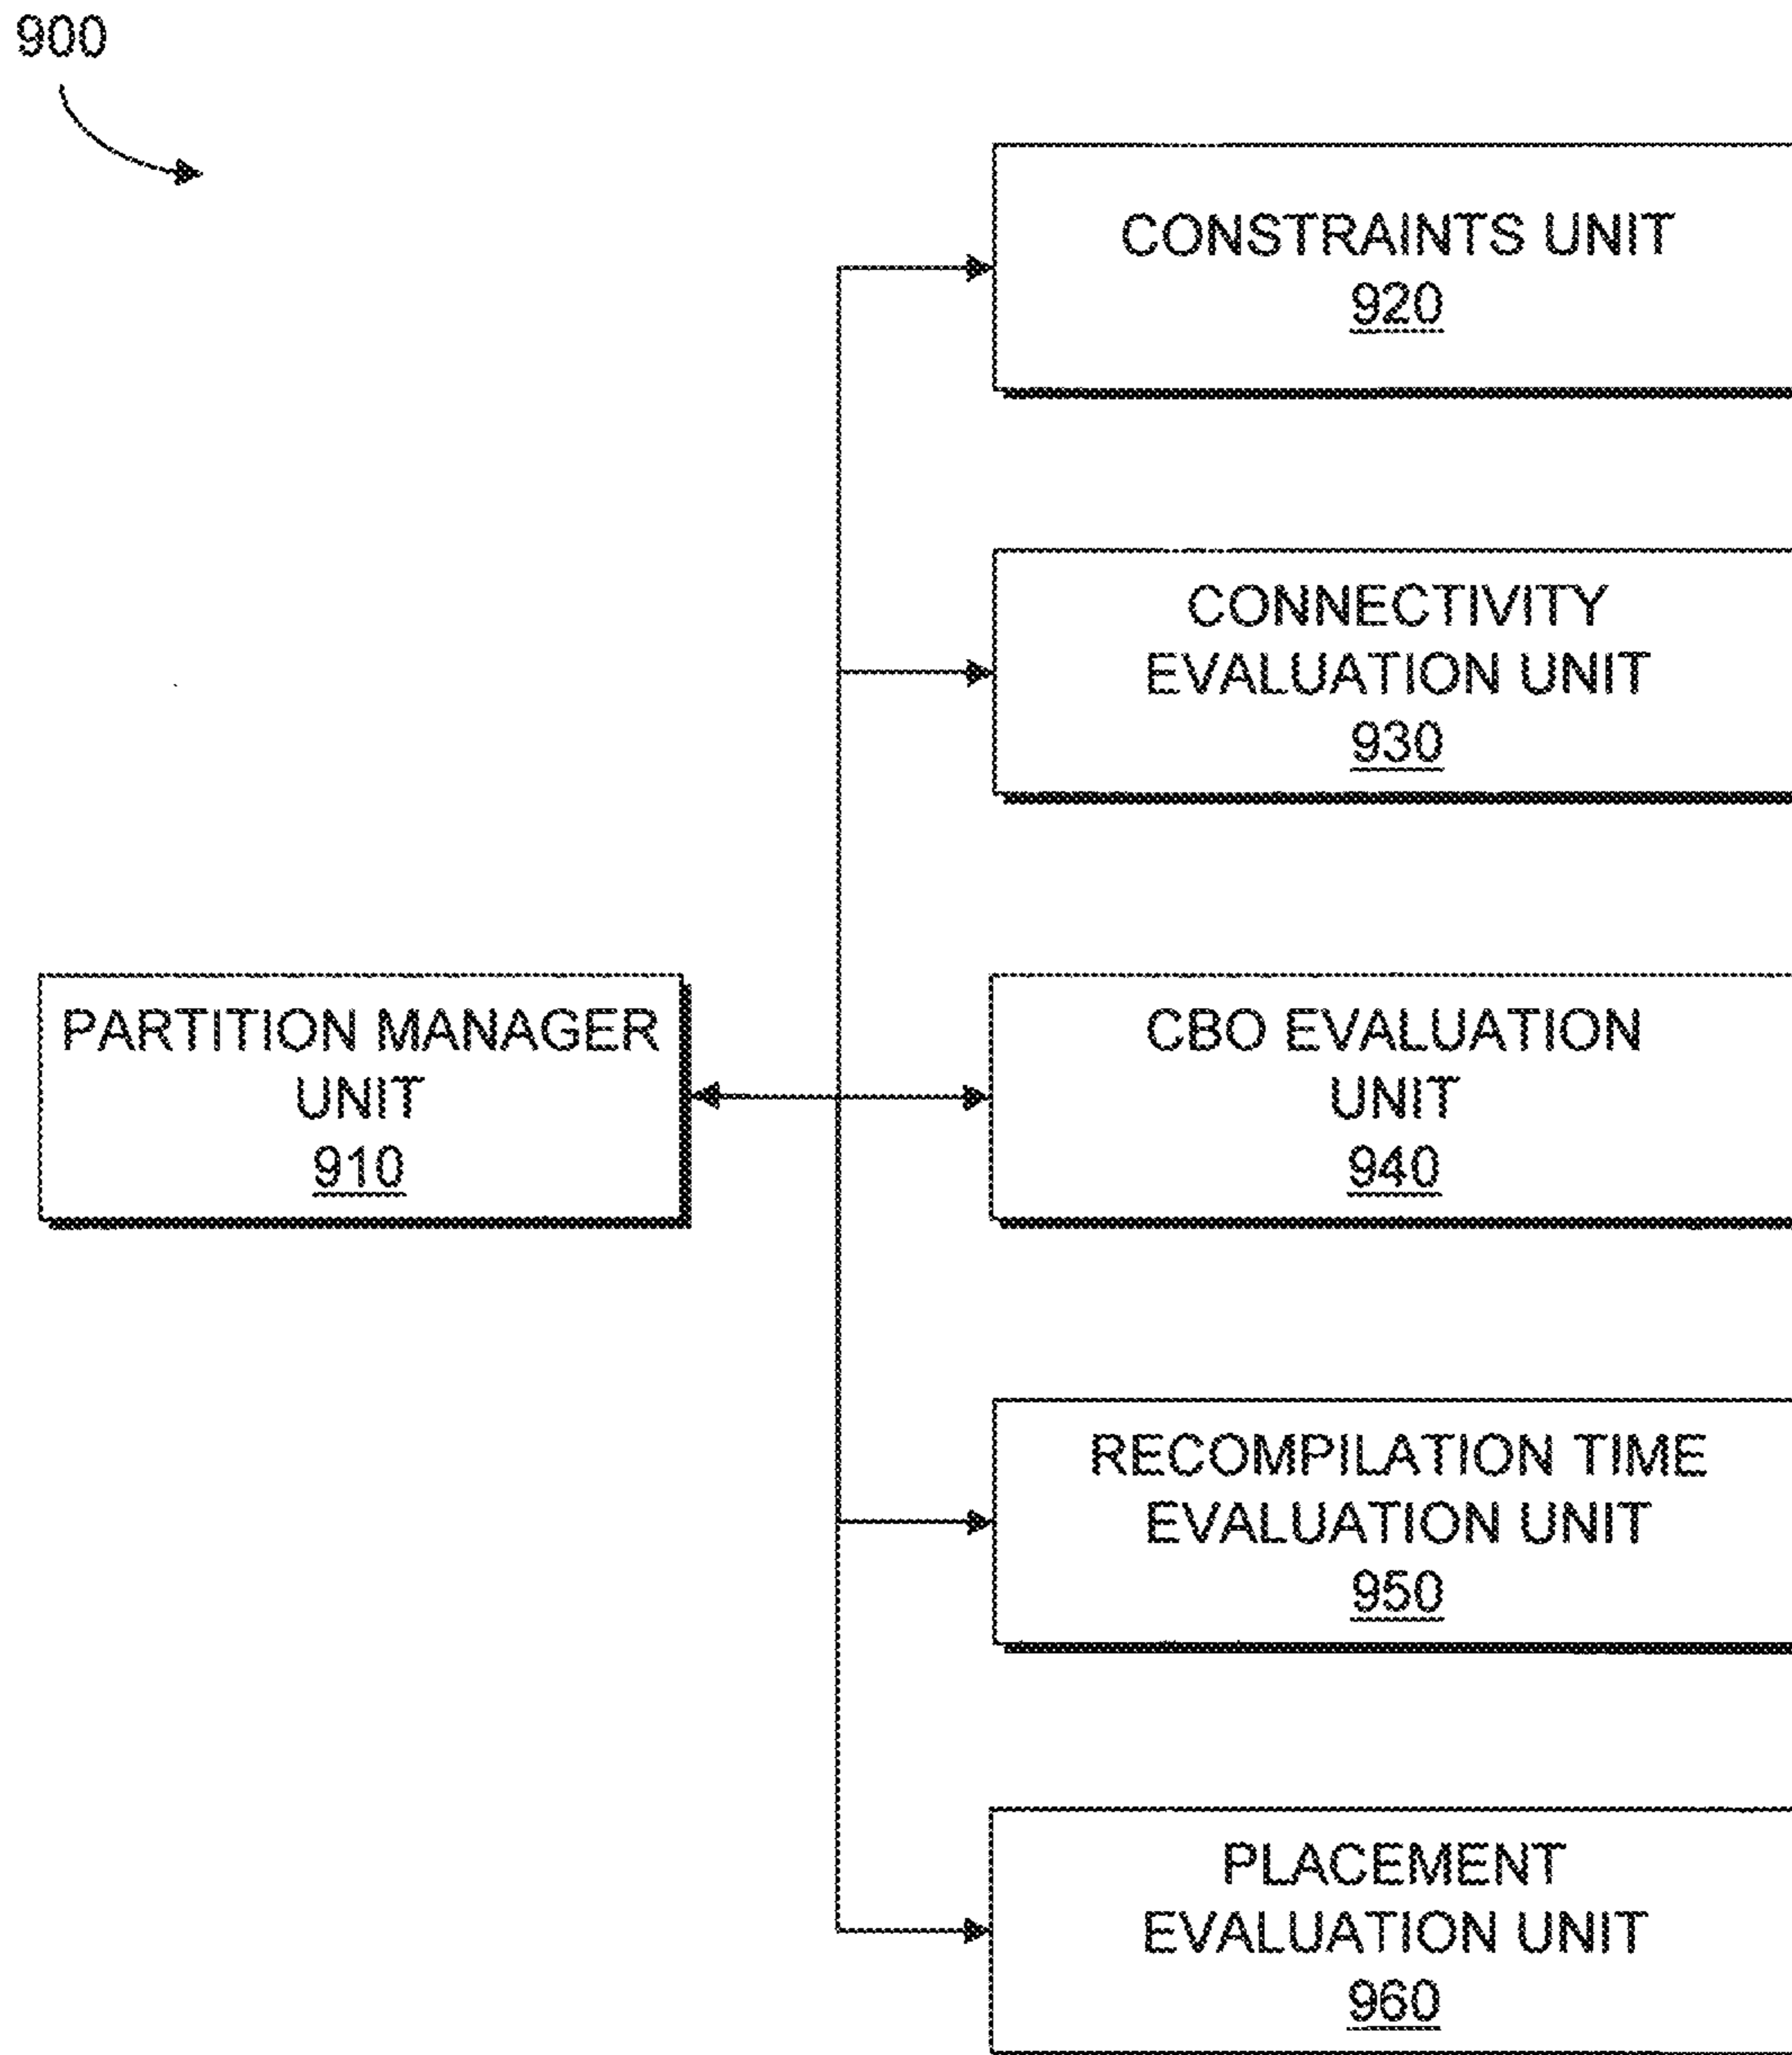 900
CONSTRAINTS UNIT
920
CONNECTIVITY
EVALUATION UNIT
930
PARTITION MANAGER
UNIT
910
CBO EVALUATION
UNIT
940
RECOMPILATION TIME
EVALUATION UNIT
950
PLACEMENT
EVALUATION UNIT
960